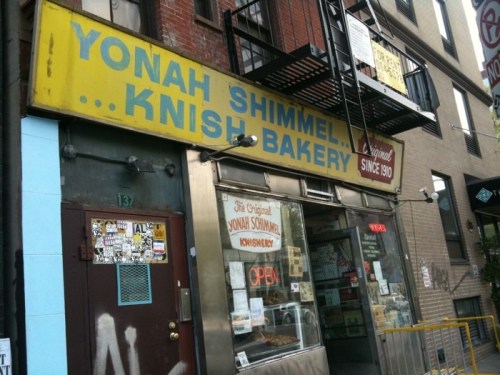 YONAH SHIMMEL..
...KNISH BAKERY
Original
SINCE 1910
137
The Original
YONAH SCHIMMEL
KNISHERY
OPEN